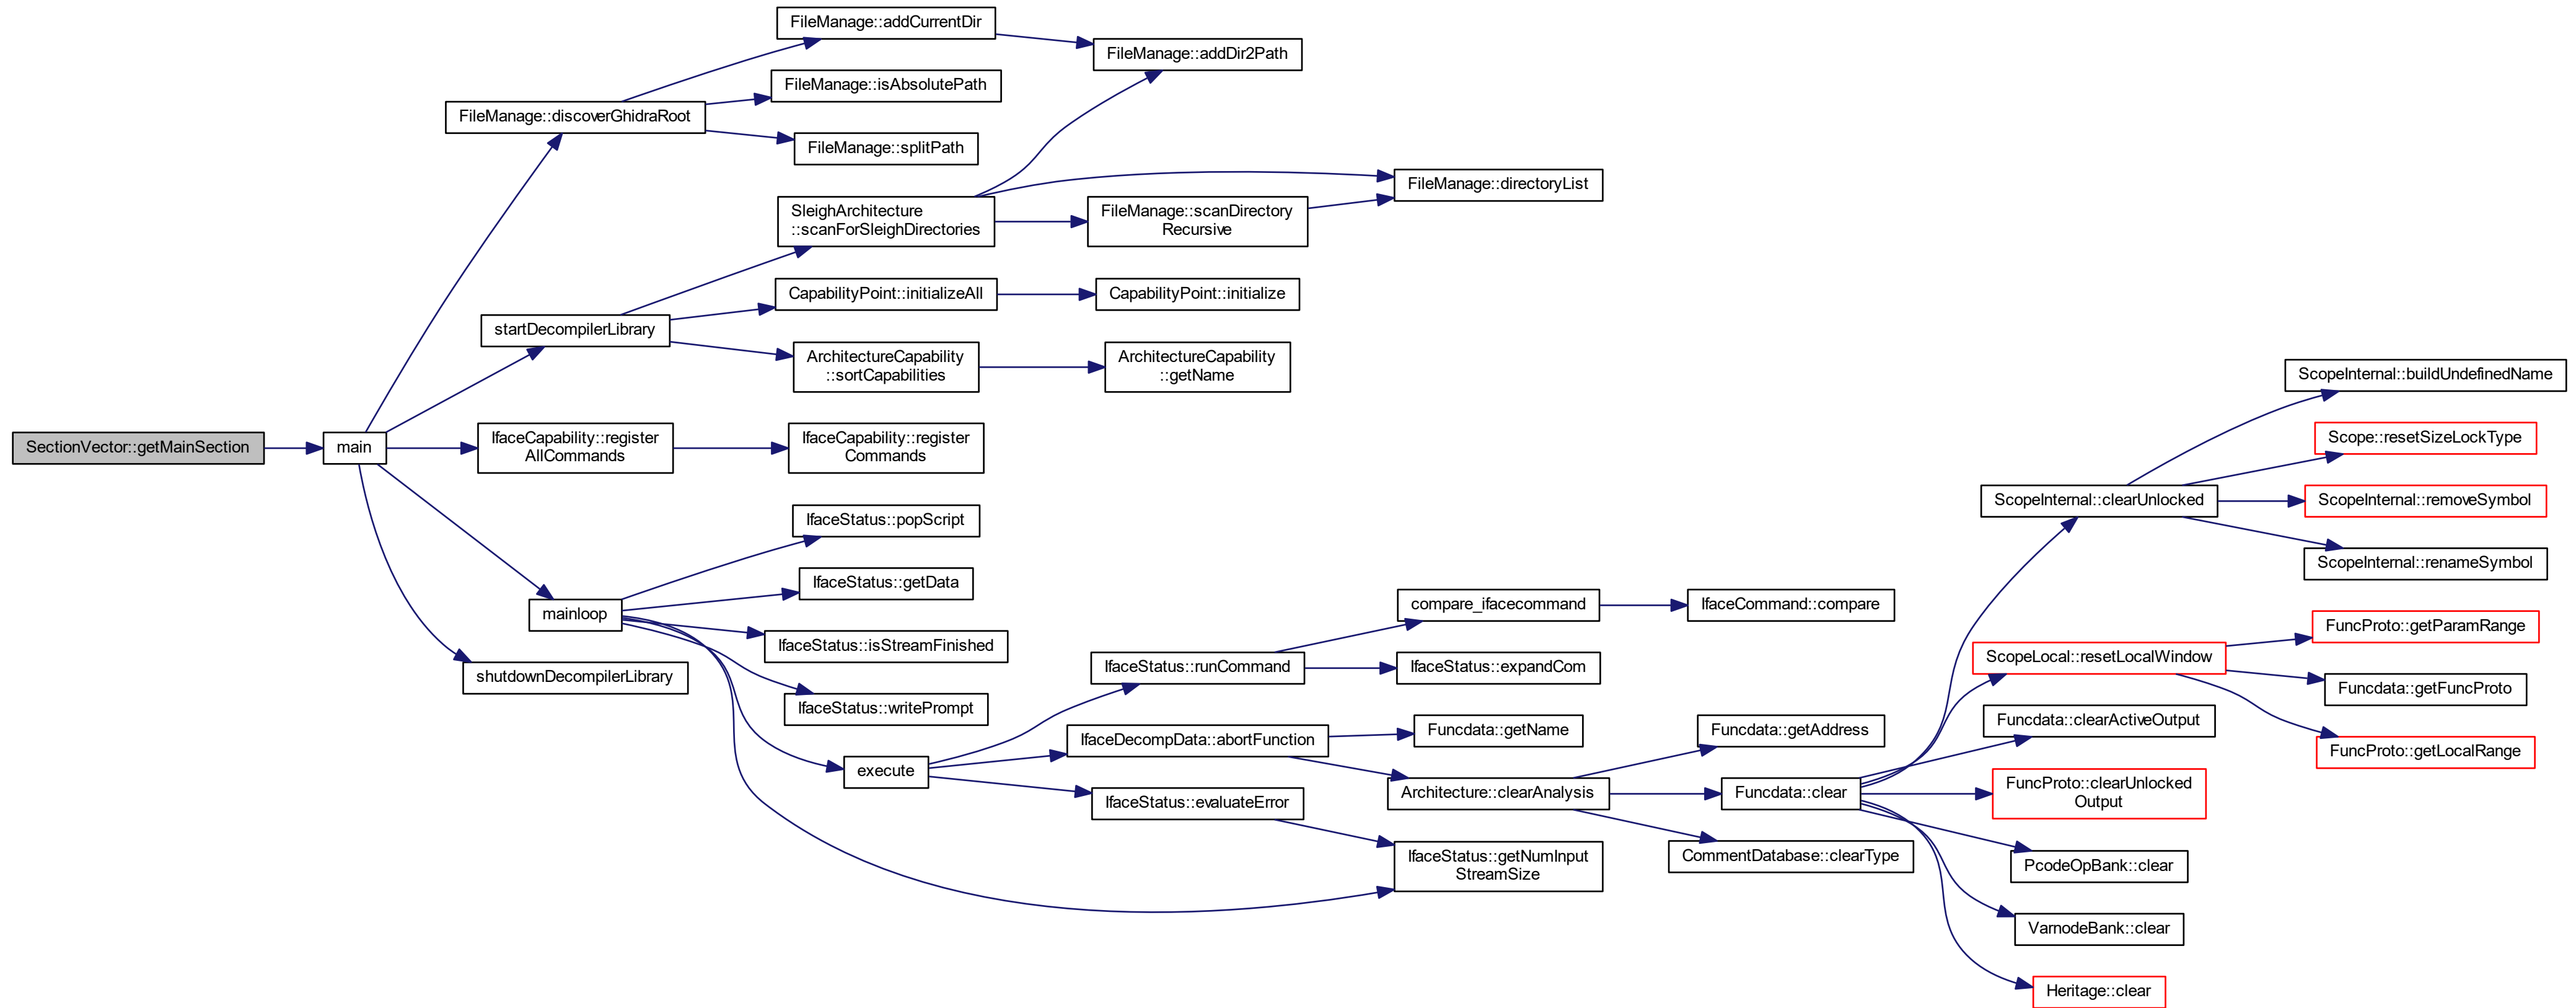 SectionVector::getMainSection
main
FileManage::discoverGhidraRoot
FileManage::addCurrentDir
FileManage::addDir2Path
FileManage::isAbsolutePath
FileManage::splitPath
startDecompilerLibrary
SleighArchitecture
::scanForSleighDirectories
FileManage::directoryList
FileManage::scanDirectory
Recursive
CapabilityPoint::initializeAll
CapabilityPoint::initialize
ArchitectureCapability
::sortCapabilities
ArchitectureCapability
::getName
IfaceCapability::register
AllCommands
IfaceCapability::register
Commands
mainloop
IfaceStatus::popScript
IfaceStatus::getData
IfaceStatus::isStreamFinished
IfaceStatus::writePrompt
shutdownDecompilerLibrary
execute
IfaceStatus::runCommand
compare_ifacecommand
IfaceCommand::compare
IfaceStatus::expandCom
IfaceDecompData::abortFunction
Funcdata::getName
Architecture::clearAnalysis
IfaceStatus::evaluateError
IfaceStatus::getNumInput
StreamSize
Funcdata::getAddress
Funcdata::clear
CommentDatabase::clearType
ScopeInternal::clearUnlocked
ScopeInternal::buildUndefinedName
Scope::resetSizeLockType
ScopeInternal::removeSymbol
ScopeInternal::renameSymbol
ScopeLocal::resetLocalWindow
FuncProto::getParamRange
Funcdata::getFuncProto
FuncProto::getLocalRange
Funcdata::clearActiveOutput
FuncProto::clearUnlocked
Output
PcodeOpBank::clear
VarnodeBank::clear
Heritage::clear